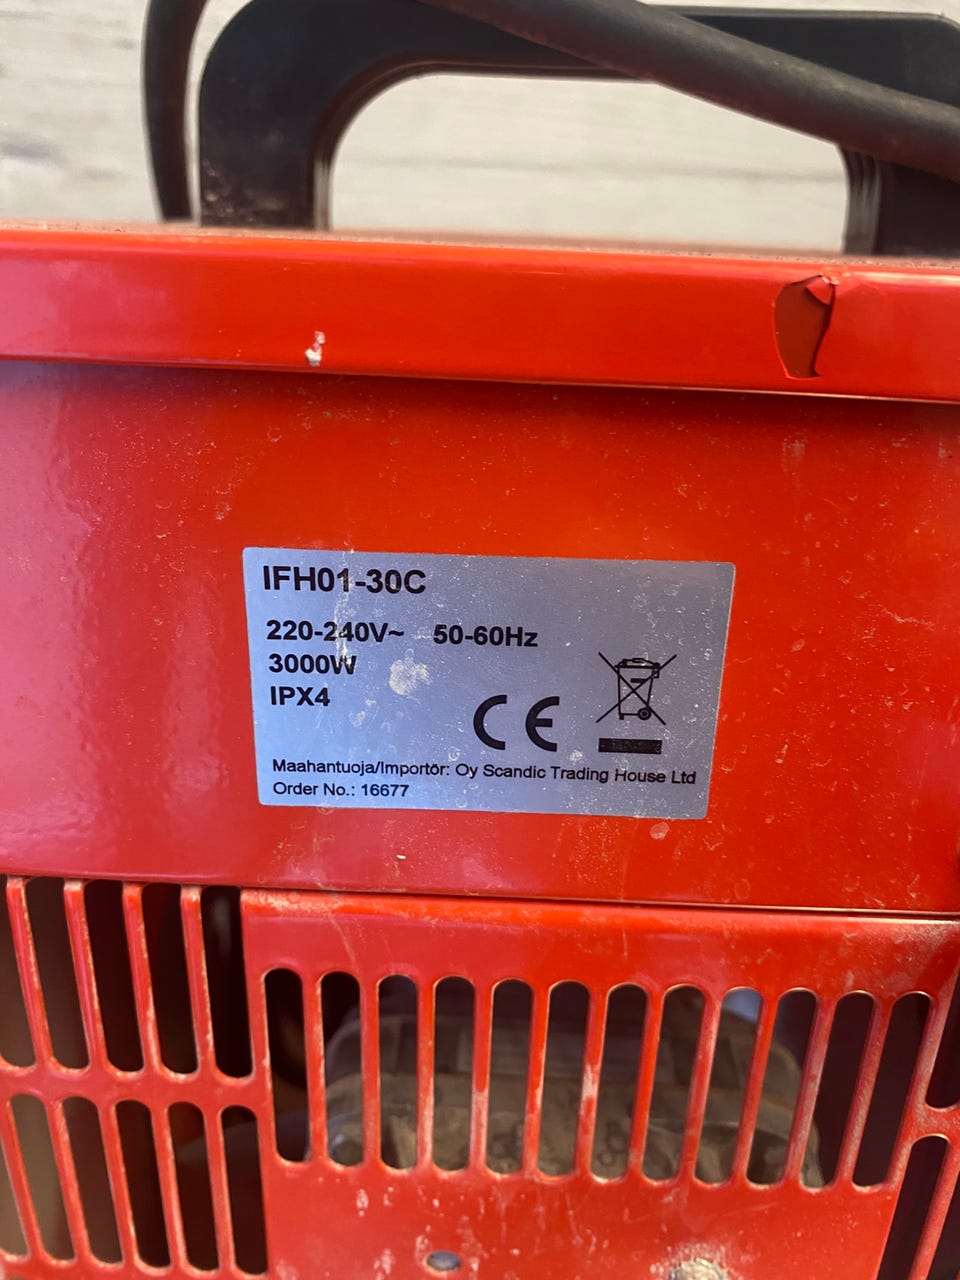 IFH01-30C
220-240V~ 50-60Hz
3000W
IPX4
CE
Maahantuoja/Importör: Oy Scandic Trading House Ltd
Order No.: 16677